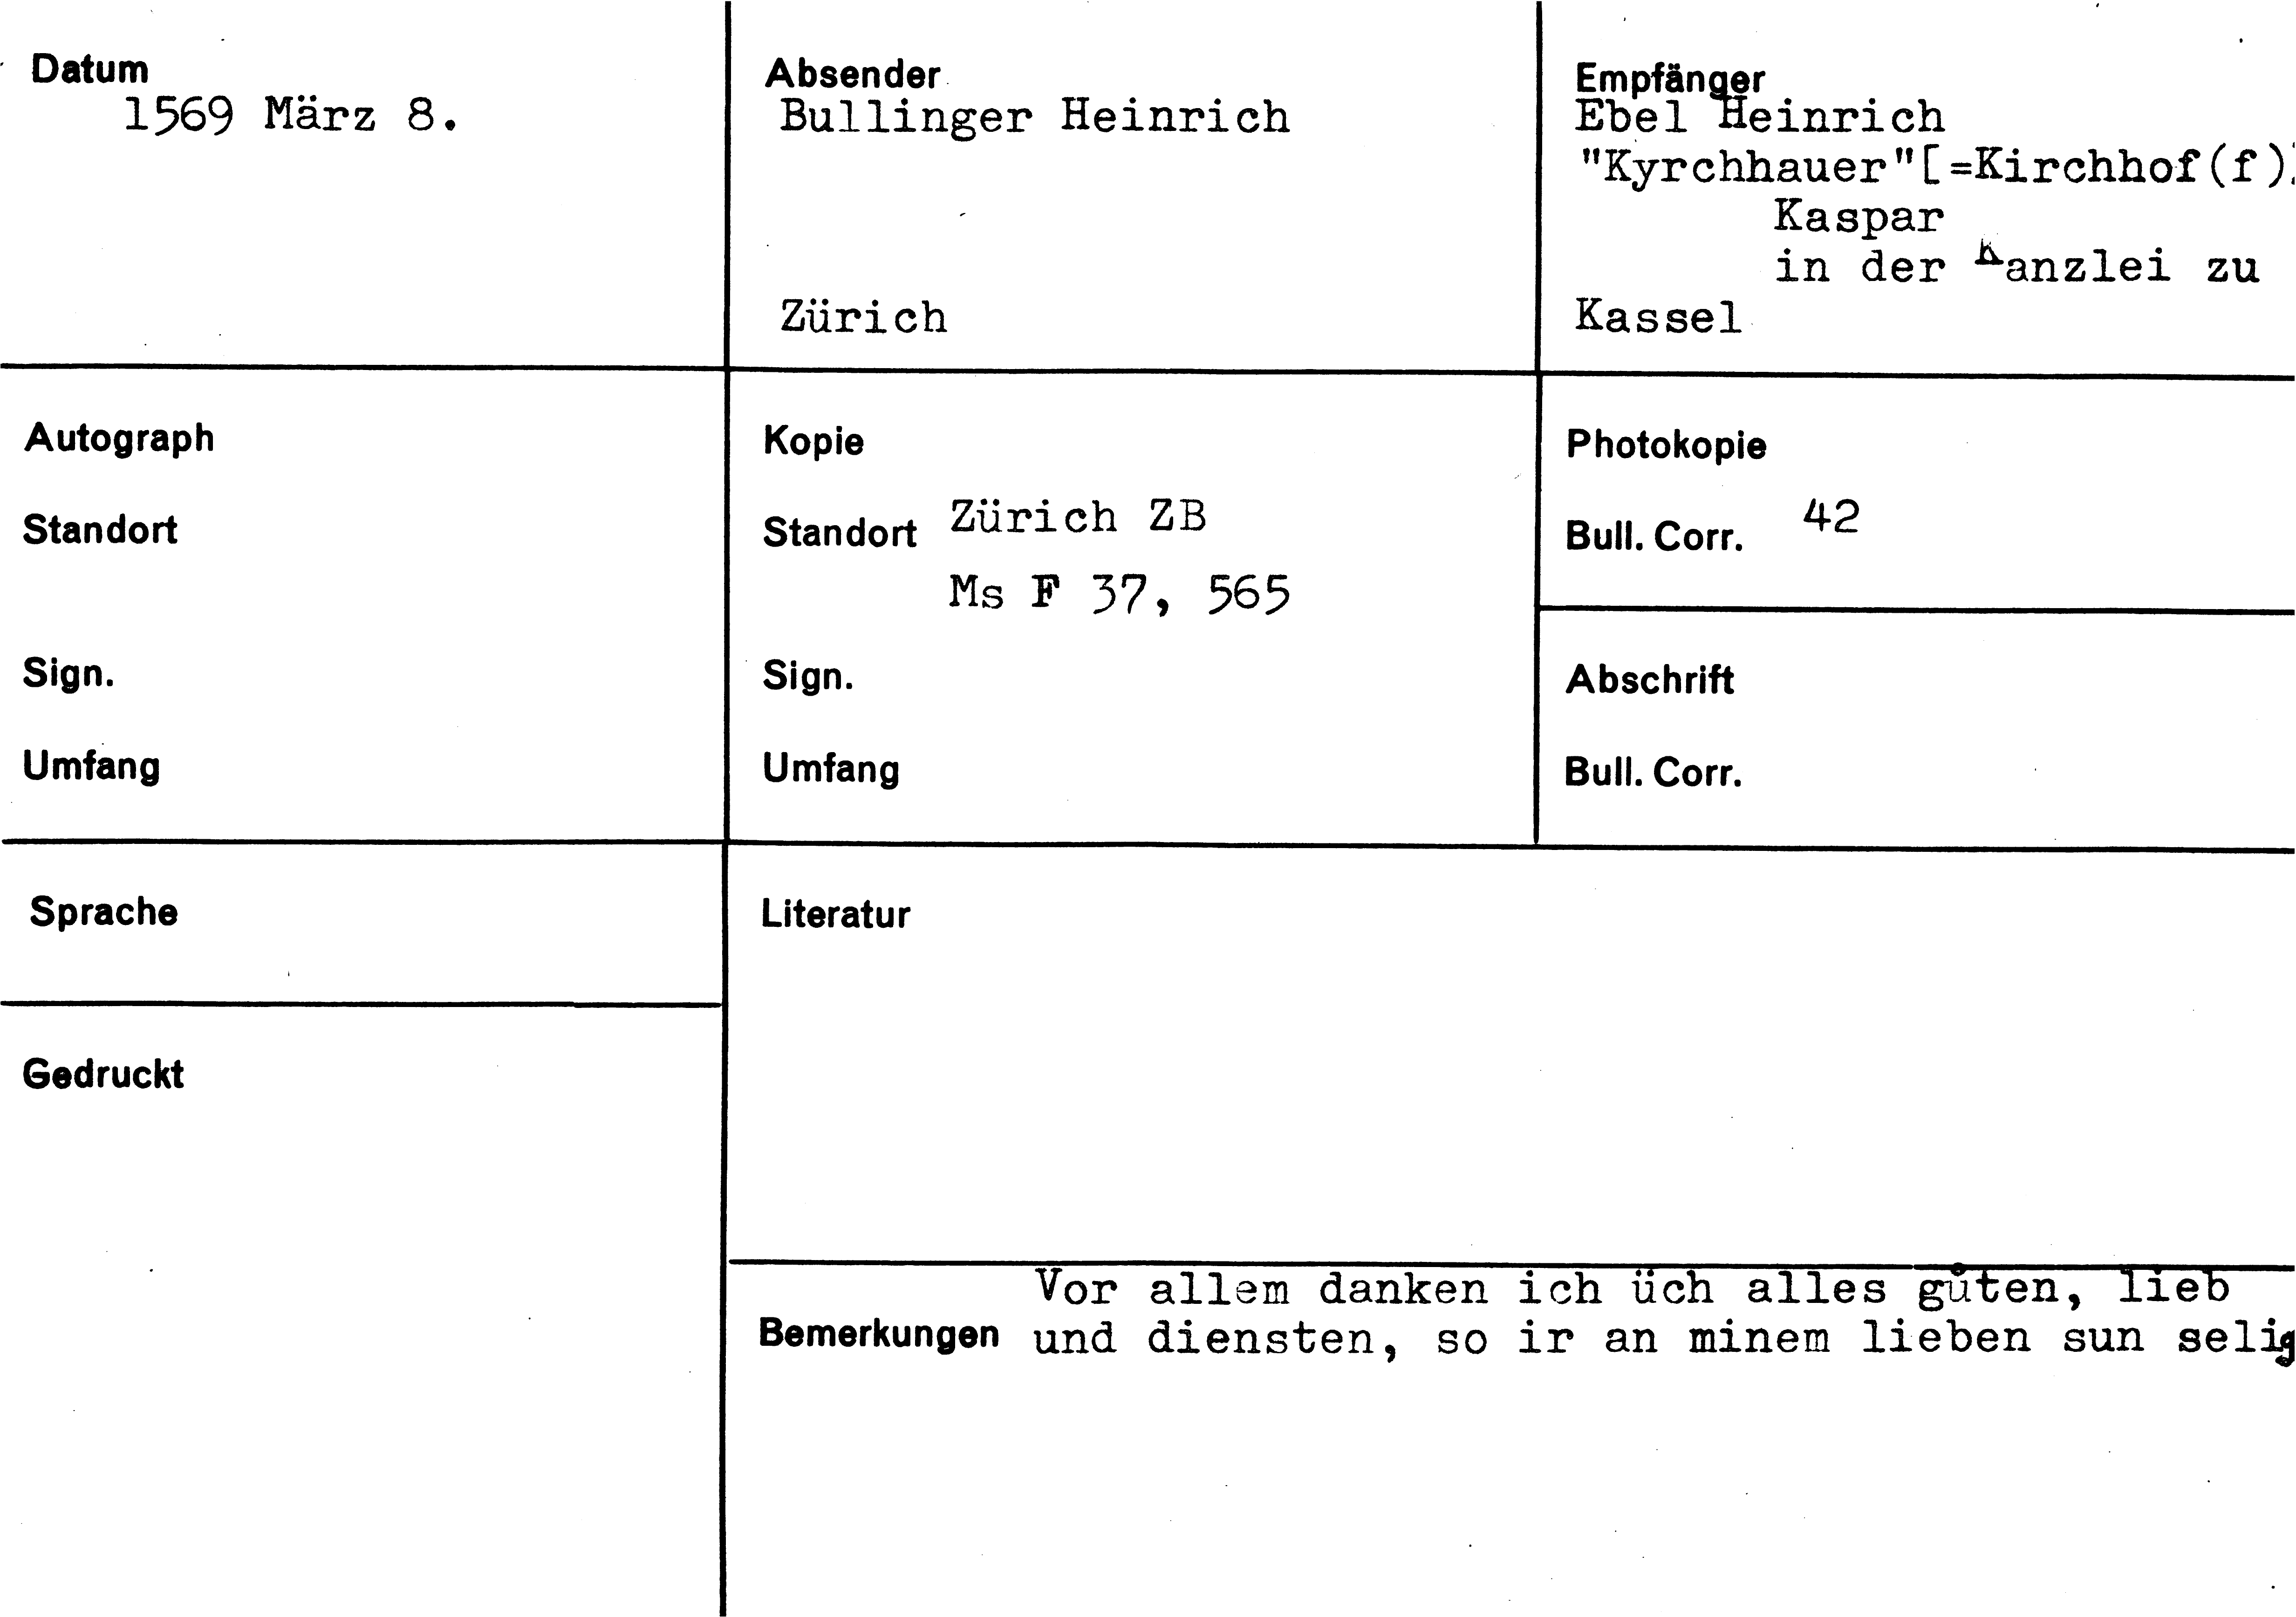 Datum
1569 März 8.
Absender
Bullinger Heinrich
Zürich
Empfänger
Ebel Heinrich
"Kyrchhauer"[=Kirchhof(f)]
Kaspar
in der Kanzlei zu
Kassel
Autograph
Standort
Sign.
Umfang
Kopie
Standort Zürich ZB
Ms F 37, 565
Sign.
Umfang
Photokopie
Bull. Corr. 42
Abschrift
Bull. Corr.
Sprache
Gedruckt
Literatur
Vor allem danken ich üch alles gůten, lieb
Bemerkungen und diensten, so ir an minem lieben sun selig